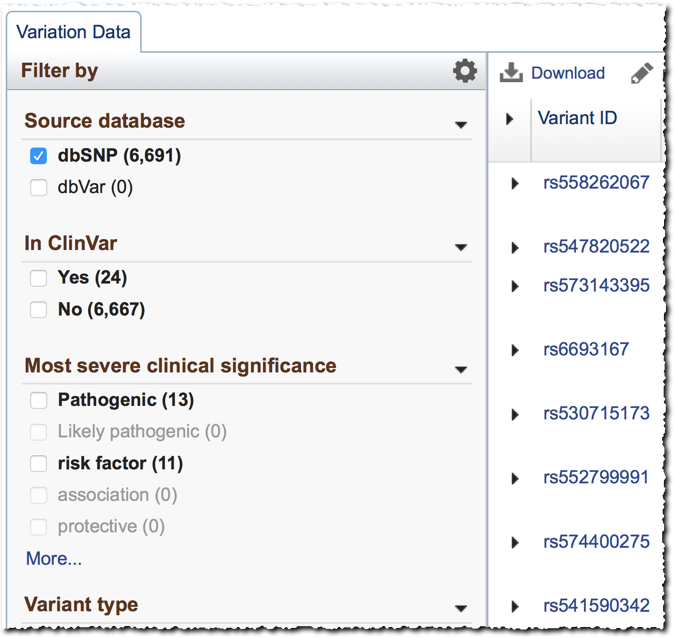 Variation Data
Filter by
Source database
dbSNP (6,691)
dbVar (0)
In ClinVar
Yes (24)
No (6,667)
Most severe clinical significance
Pathogenic (13)
Likely pathogenic (0)
risk factor (11)
association (0)
protective (0)
More...
Variant type
Download
Variant ID
rs558262067
rs547820522
rs573143395
rs6693167
rs530715173
rs552799991
rs574400275
rs541590342